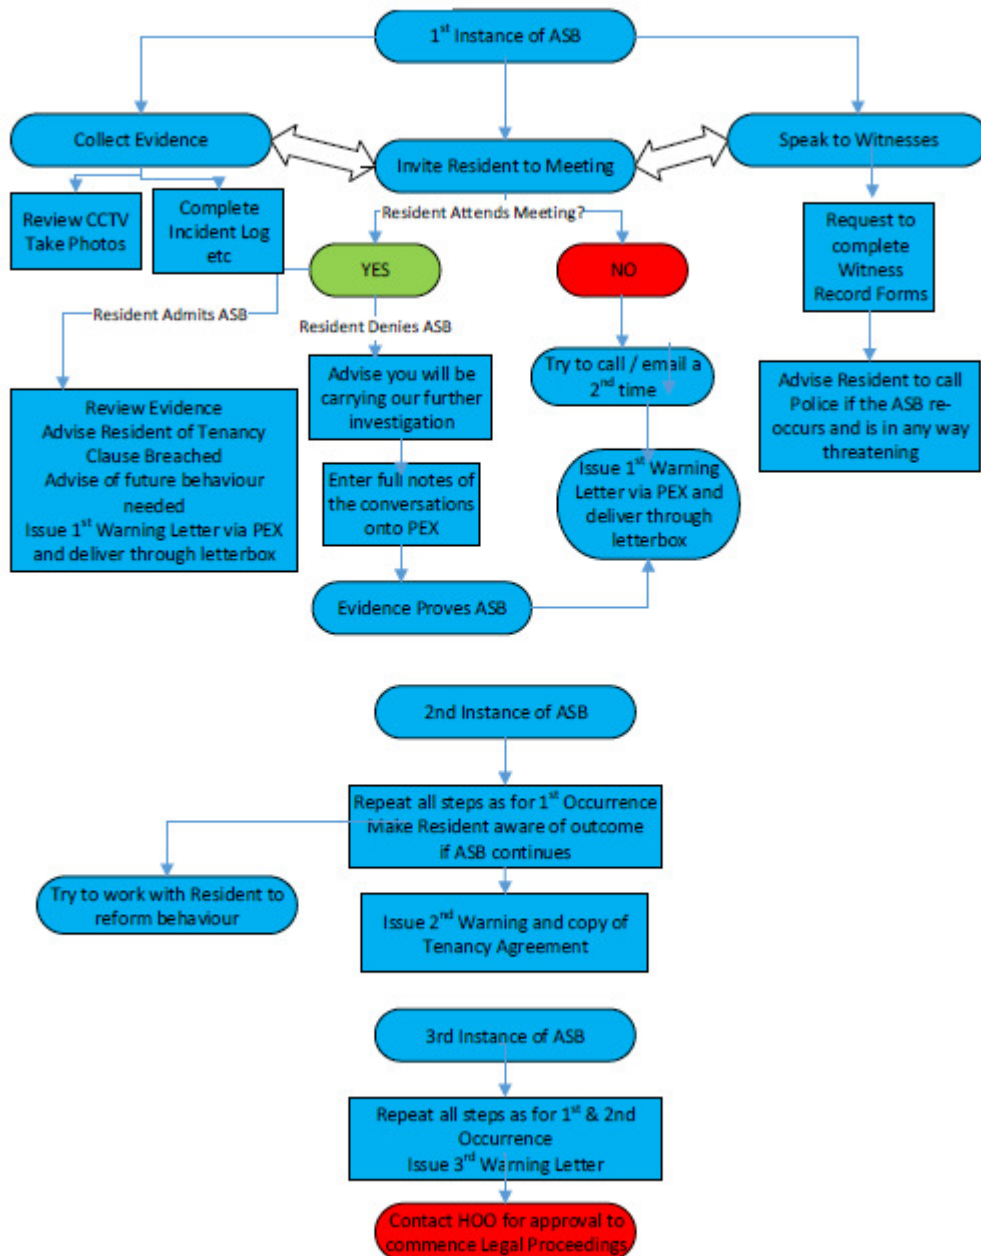 1st Instance of ASB
Collect Evidence
Invite Resident to Meeting
Speak to Witnesses
Review CCTV
Take Photos
Complete
Incident Log
etc
Resident Attends Meeting?
YES
NO
Request to
complete
Witness
Record Forms
Resident Admits ASB
Resident Denies ASB
Review Evidence
Advise Resident of Tenancy
Clause Breached
Advise of future behaviour
needed
Issue 1st Warning Letter via PEX
and deliver through letterbox
Advise you will be
carrying our further
investigation
Enter full notes of
the conversations
onto PEX
Evidence Proves ASB
Try to call / email a
2nd time
Issue 1st Warning
Letter via PEX and
deliver through
letterbox
Advise Resident to call
Police if the ASB re-
occurs and is in any way
threatening
2nd Instance of ASB
Repeat all steps as for 1st Occurrence
Make Resident aware of outcome
if ASB continues
Try to work with Resident to
reform behaviour
Issue 2nd Warning and copy of
Tenancy Agreement
3rd Instance of ASB
Repeat all steps as for 1st & 2nd
Occurrence
Issue 3rd Warning Letter
Contact HOO for approval to
commence Legal Proceedings